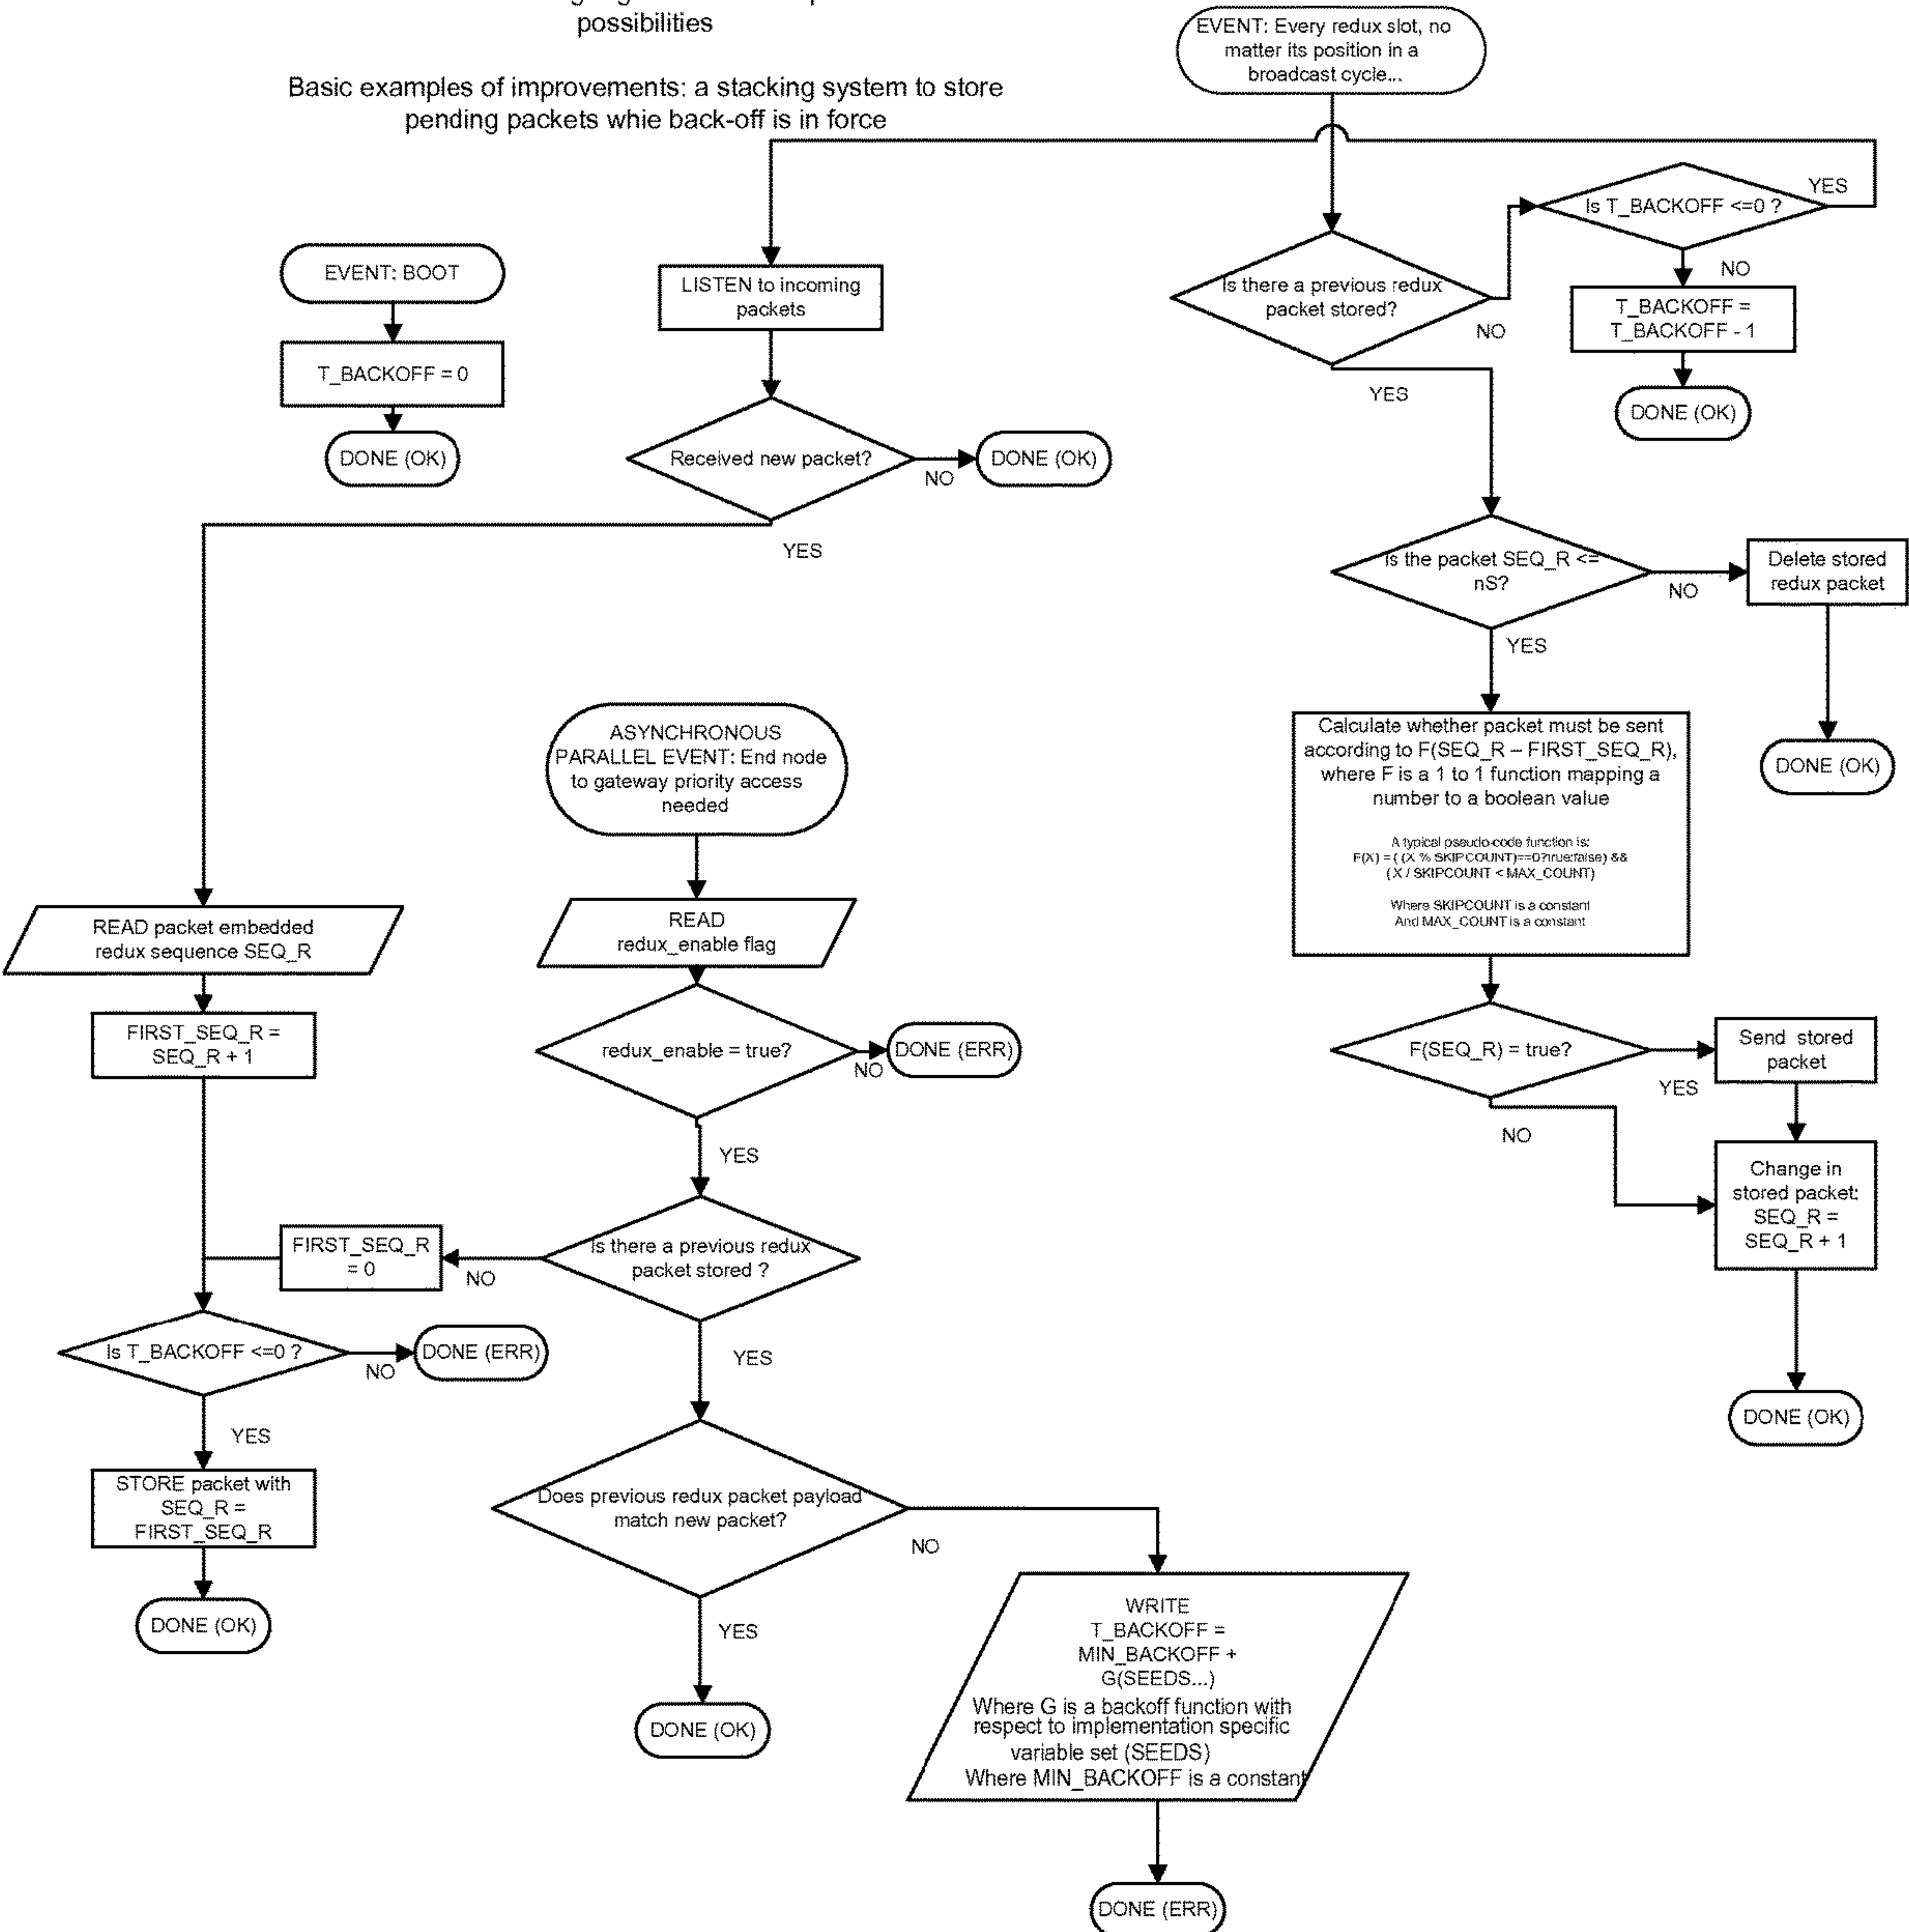 possibilities
Basic examples of improvements: a stacking system to store
pending packets whie back-off is in force
EVENT: Every redux slot, no
matter its position in a
broadcast cycle...
Is T_BACKOFF <=0 ?
YES
NO
T_BACKOFF =
T_BACKOFF - 1
DONE (OK)
Is there a previous redux
packet stored?
NO
YES
EVENT: BOOT
T_BACKOFF = 0
DONE (OK)
LISTEN to incoming
packets
Received new packet?
NO
DONE (OK)
YES
Is the packet SEQ_R <=
nS?
NO
Delete stored
redux packet
DONE (OK)
YES
Calculate whether packet must be sent
according to F(SEQ_R – FIRST_SEQ_R),
where F is a 1 to 1 function mapping a
number to a boolean value
A typical pseudo-code function is:
F(X) = ( (X % SKIPCOUNT)==0?true:false) &&
(X / SKIPCOUNT < MAX_COUNT)
Where SKIPCOUNT is a constant
And MAX_COUNT is a constant
F(SEQ_R) = true?
YES
Send stored
packet
NO
Change in
stored packet:
SEQ_R =
SEQ_R + 1
DONE (OK)
ASYNCHRONOUS
PARALLEL EVENT: End node
to gateway priority access
needed
READ
redux_enable flag
redux_enable = true?
NO
DONE (ERR)
YES
Is there a previous redux
packet stored ?
NO
FIRST_SEQ_R
= 0
YES
READ packet embedded
redux sequence SEQ_R
FIRST_SEQ_R =
SEQ_R + 1
Is T_BACKOFF <=0 ?
NO
DONE (ERR)
YES
STORE packet with
SEQ_R =
FIRST_SEQ_R
DONE (OK)
Does previous redux packet payload
match new packet?
NO
YES
DONE (OK)
WRITE
T_BACKOFF =
MIN_BACKOFF +
G(SEEDS...)
Where G is a backoff function with
respect to implementation specific
variable set (SEEDS)
Where MIN_BACKOFF is a constant
DONE (ERR)